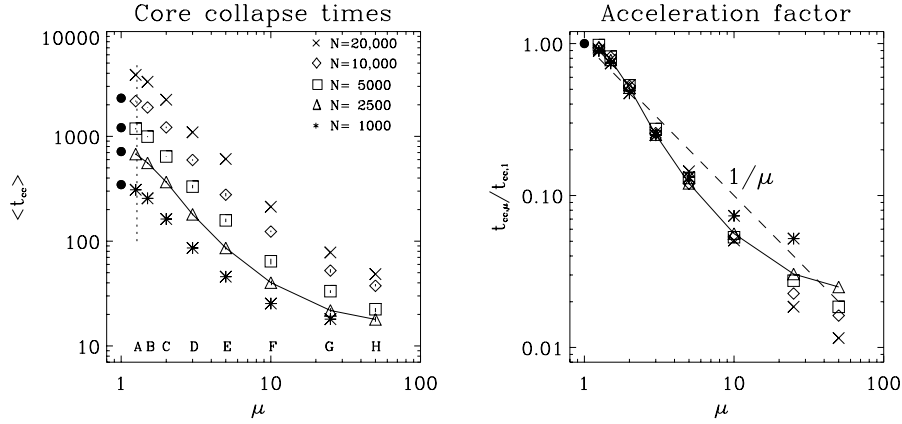 Core collapse times
10000
1000
100
10
<t_cc>
× N=20,000
◇ N=10,000
□ N= 5000
△ N= 2500
* N= 1000
A B C D E F G H
1 10 100
μ
Acceleration factor
1.00
0.10
0.01
t_cc,μ/t_cc,1
1/μ
1 10 100
μ